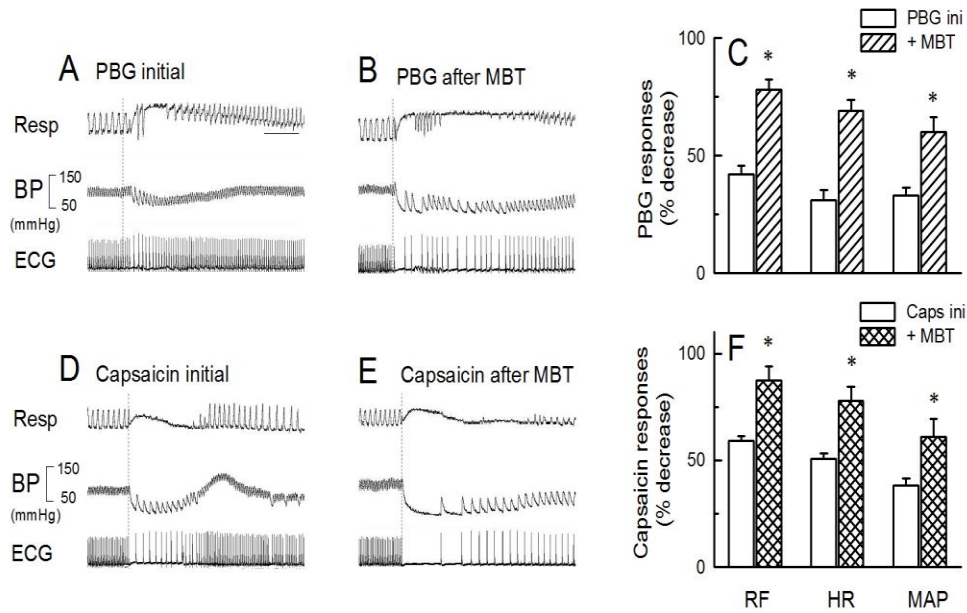 A PBG initial
B PBG after MBT
Resp
BP 150
50
(mmHg)
ECG
C
PBG ini
+ MBT
100
50
0
PBG responses
(% decrease)
* * *
D Capsaicin initial
E Capsaicin after MBT
Resp
BP 150
50
(mmHg)
ECG
F
Caps ini
+ MBT
100
50
0
Capsaicin responses
(% decrease)
* * *
RF HR MAP